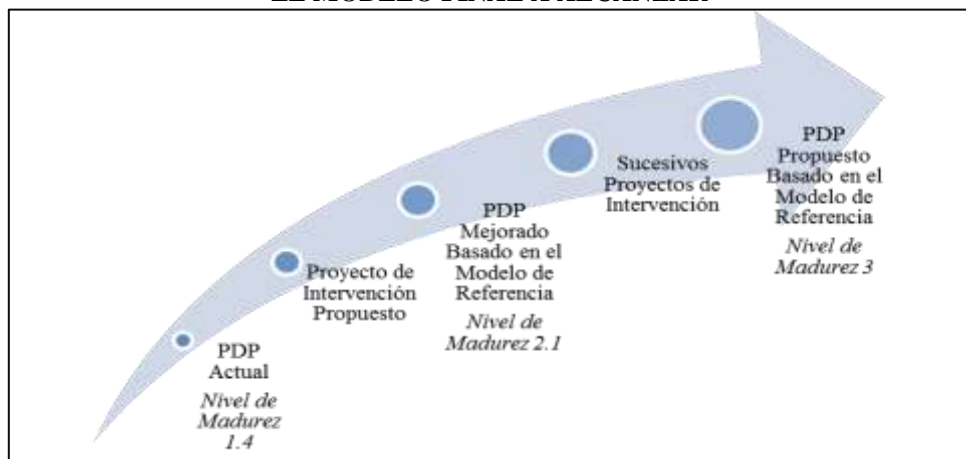 PDP
Actual
Nivel de
Madurez
1.4
Proyecto de
Intervención
Propuesto
PDP
Mejorado
Basado en el
Modelo de
Referencia
Nivel de
Madurez 2.1
Sucesivos
Proyectos de
Intervención
PDP
Propuesto
Basado en el
Modelo de
Referencia
Nivel de
Madurez 3